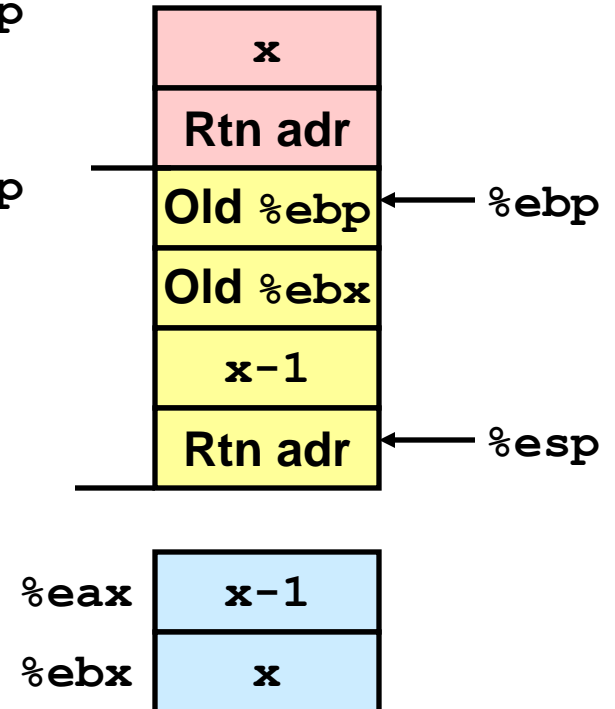 p
x
Rtn adr
p
Old %ebp
%ebp
Old %ebx
x-1
Rtn adr
%esp
%eax
x-1
%ebx
x